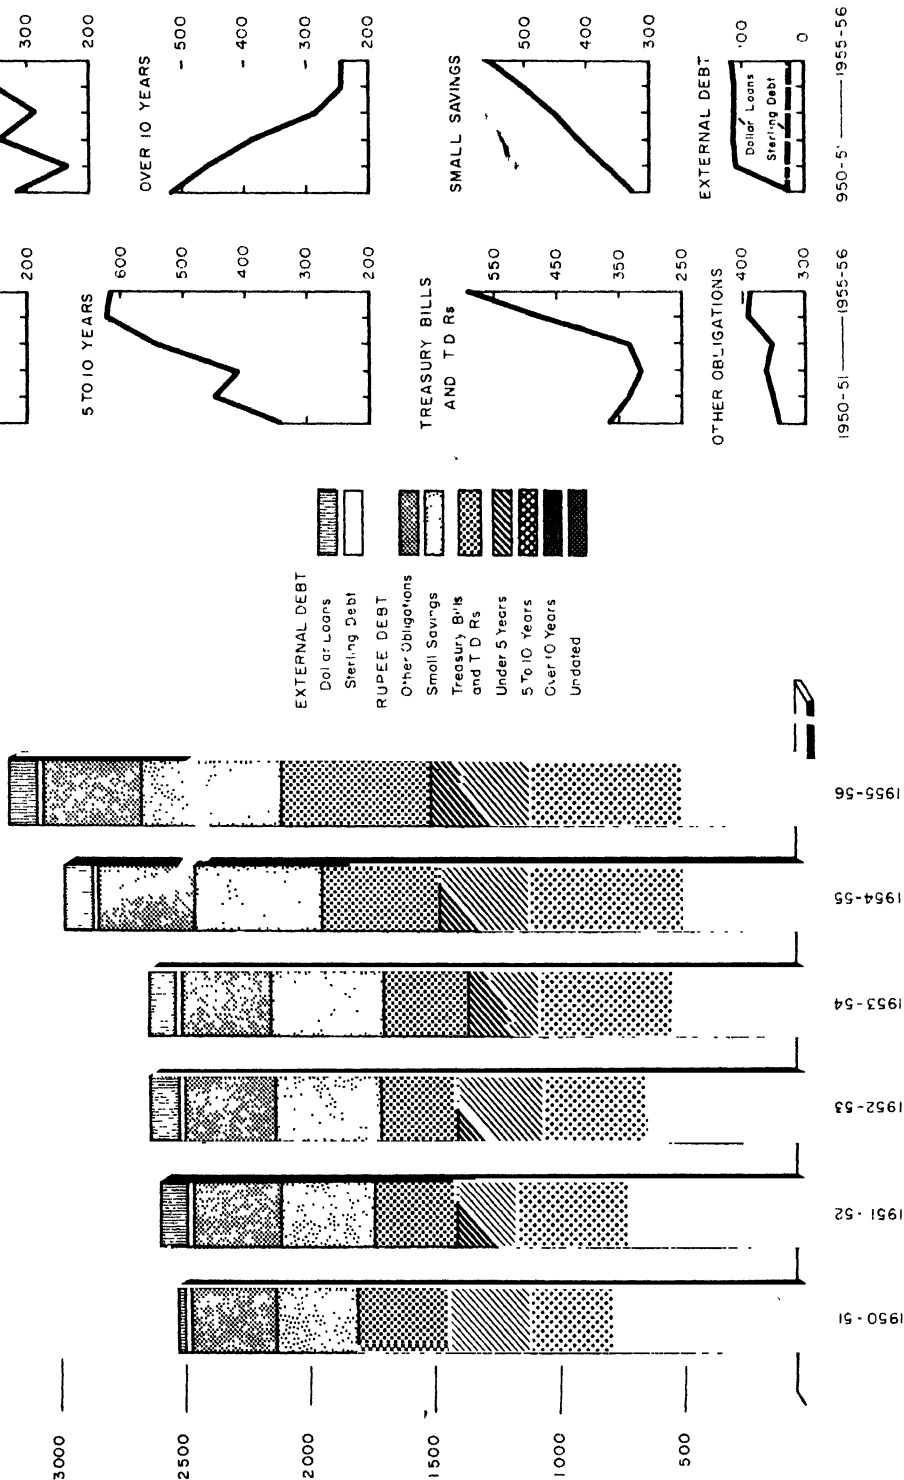 3000
2500
2000
1500
1000
500
1950-51
1951-52
1952-53
1953-54
1954-55
1955-56
EXTERNAL DEBT
Dollar Loans
Sterling Debt
RUPEE DEBT
Other Obligations
Small Savings
Treasury Bills
and T D Rs
Under 5 Years
5 To 10 Years
Over 10 Years
Undated
200
300
200
5 TO 10 YEARS
600
500
400
300
200
OVER 10 YEARS
500
400
300
200
TREASURY BILLS
AND T D Rs
550
450
350
250
SMALL SAVINGS
500
400
300
OTHER OBLIGATIONS
400
300
1950-51 1955-56
EXTERNAL DEBT
100
0
Dollar Loans
Sterling Debt
950-5 1955-56